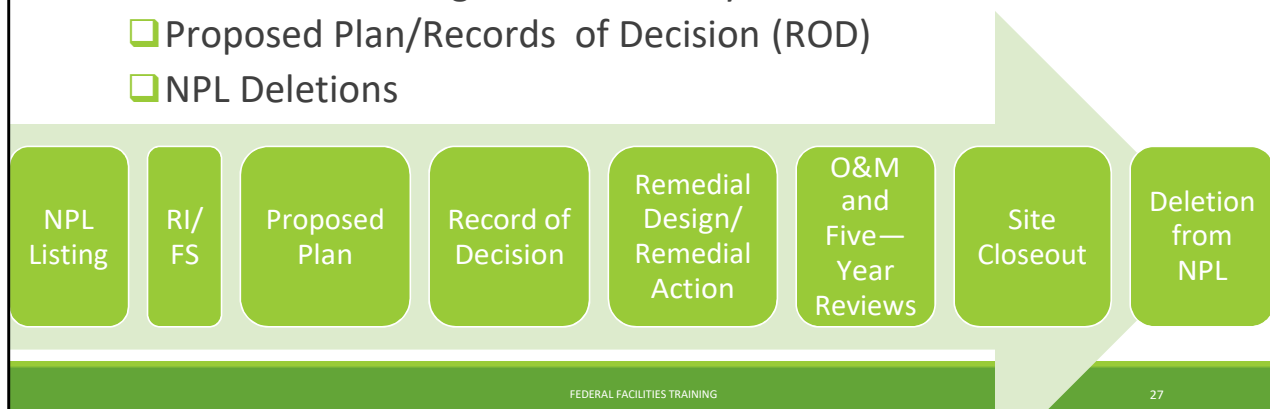 Proposed Plan/Records of Decision (ROD)
NPL Deletions
NPL
Listing
RI/
FS
Proposed
Plan
Record of
Decision
Remedial
Design/
Remedial
Action
O&M
and
Five—
Year
Reviews
Site
Closeout
Deletion
from
NPL
FEDERAL FACILITIES TRAINING
27